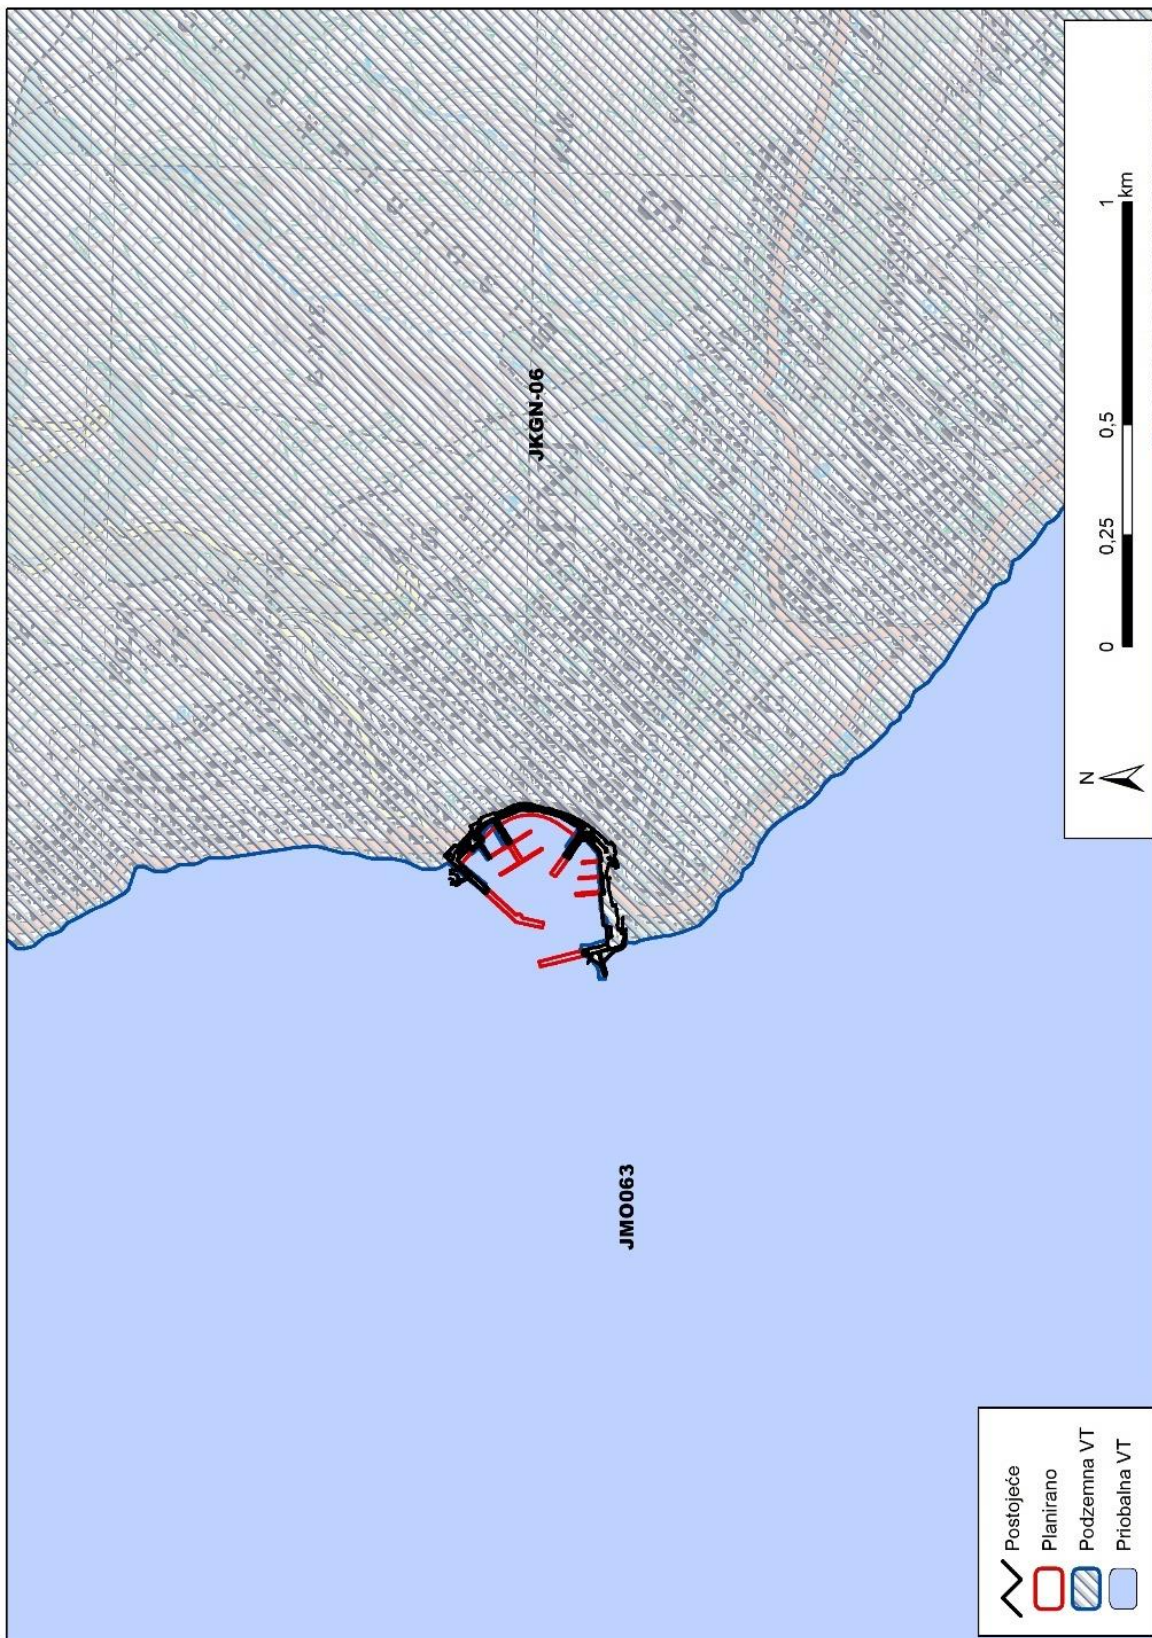 JKGN-06
JMO063
Postojeće
Planirano
Podzemna VT
Priobalna VT
N
0 0,25 0,5 1
km